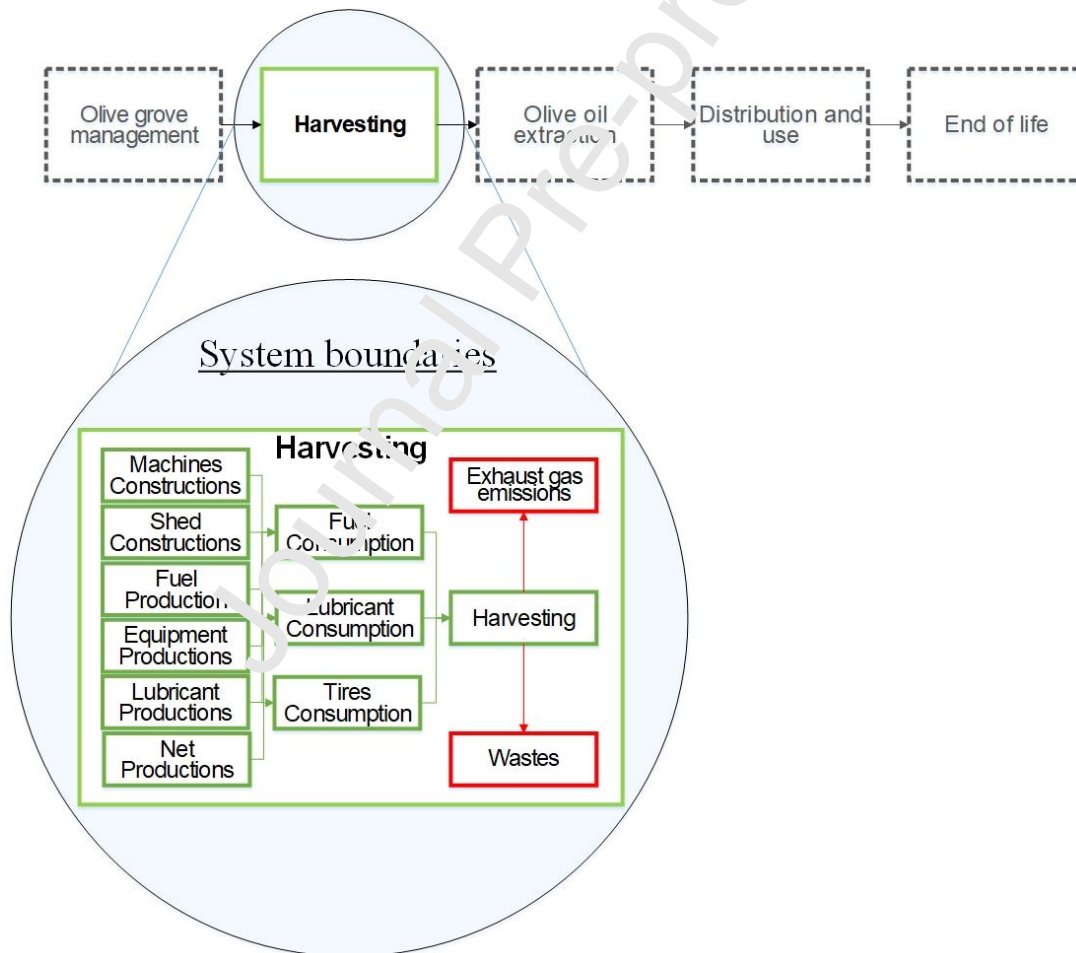 Olive grove
management
Harvesting
Olive oil
extraction
Distribution and
use
End of life
System boundaries
Harvesting
Machines
Constructions
Shed
Constructions
Fuel
Production
Equipment
Productions
Lubricant
Productions
Net
Productions
Fuel
Consumption
Lubricant
Consumption
Tires
Consumption
Exhaust gas
emissions
Harvesting
Wastes
Journal Pre-pro